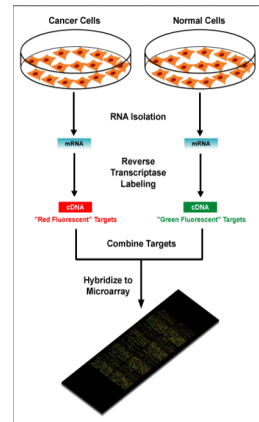 Cancer Cells
Normal Cells
RNA Isolation
mRNA
mRNA
Reverse
Transcriptase
Labeling
cDNA
cDNA
"Red Fluorescent" Targets
"Green Fluorescent" Targets
Combine Targets
Hybridize to
Microarray